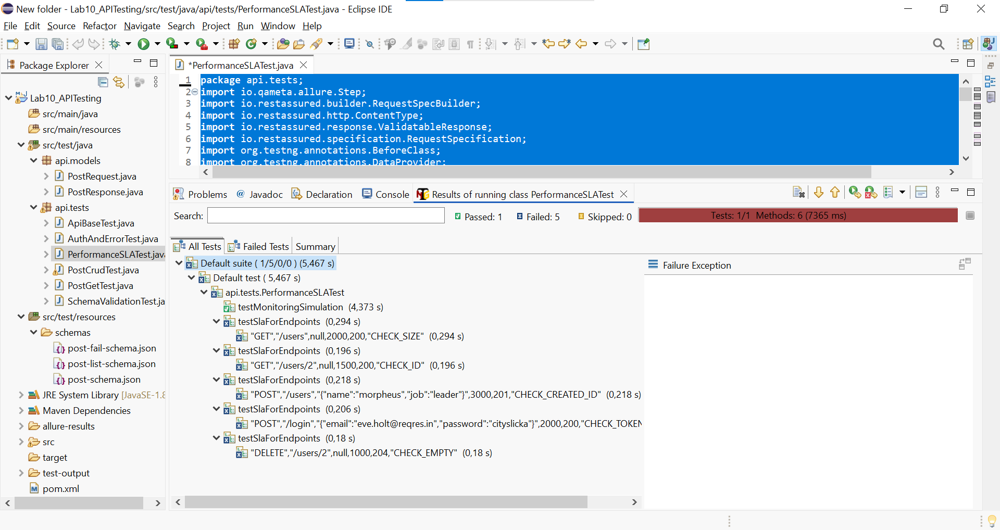 New folder - Lab10_APITesting/src/test/java/api/tests/PerformanceSLATest.java - Eclipse IDE
File Edit Source Refactor Navigate Search Project Run Window Help
Package Explorer
Lab10_APITesting
src/main/java
src/main/resources
src/test/java
api.models
PostRequest.java
PostResponse.java
api.tests
ApiBaseTest.java
AuthAndErrorTest.java
PerformanceSLATest.java
PostCrudTest.java
PostGetTest.java
SchemaValidationTest.ja
src/test/resources
schemas
post-fail-schema.json
post-list-schema.json
post-schema.json
JRE System Library [JavaSE-1.8
Maven Dependencies
allure-results
src
target
test-output
pom.xml
*PerformanceSLATest.java
1 package api.tests;
2 import io.qameta.allure.Step;
3 import io.restassured.builder.RequestSpecBuilder;
4 import io.restassured.http.ContentType;
5 import io.restassured.response.ValidatableResponse;
6 import io.restassured.specification.RequestSpecification;
7 import org.testng.annotations.BeforeClass;
8 import org.testng.annotations.DataProvider;
Problems @ Javadoc Declaration Console Results of running class PerformanceSLATest
Search: Passed: 1 Failed: 5 Skipped: 0 Tests: 1/1 Methods: 6 (7365 ms)
All Tests Failed Tests Summary
Default suite ( 1/5/0/0 ) (5,467 s)
Default test ( 5,467 s)
api.tests.PerformanceSLATest
testMonitoringSimulation (4,373 s)
testSlaForEndpoints (0,294 s)
"GET","/users",null,2000,200,"CHECK_SIZE" (0,294 s)
testSlaForEndpoints (0,196 s)
"GET","/users/2",null,1500,200,"CHECK_ID" (0,196 s)
testSlaForEndpoints (0,218 s)
"POST","/users","{"name":"morpheus","job":"leader"}",3000,201,"CHECK_CREATED_ID" (0,218 s)
testSlaForEndpoints (0,206 s)
"POST","/login","{"email":"eve.holt@reqres.in","password":"cityslicka"}",2000,200,"CHECK_TOKEN
testSlaForEndpoints (0,18 s)
"DELETE","/users/2",null,1000,204,"CHECK_EMPTY" (0,18 s)
Failure Exception